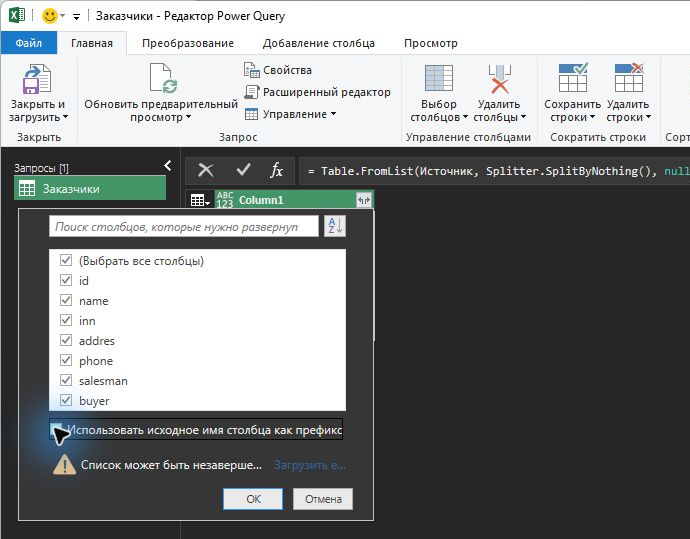 Заказчики - Редактор Power Query
Файл Главная Преобразование Добавление столбца Просмотр
Закрыть и загрузить
Закрыть
Обновить предварительный просмотр
Свойства
Расширенный редактор
Управление
Запрос
Выбор столбцов
Удалить столбцы
Управление столбцами
Сохранить строки
Удалить строки
Сократить строки
Сорт
Запросы [1]
Заказчики
= Table.FromList(Источник, Splitter.SplitByNothing(), null
ABC 123 Column1
Поиск столбцов, которые нужно развернут
(Выбрать все столбцы)
id
name
inn
addres
phone
salesman
buyer
Использовать исходное имя столбца как префикс
Список может быть незаверше... Загрузить е...
ОК Отмена